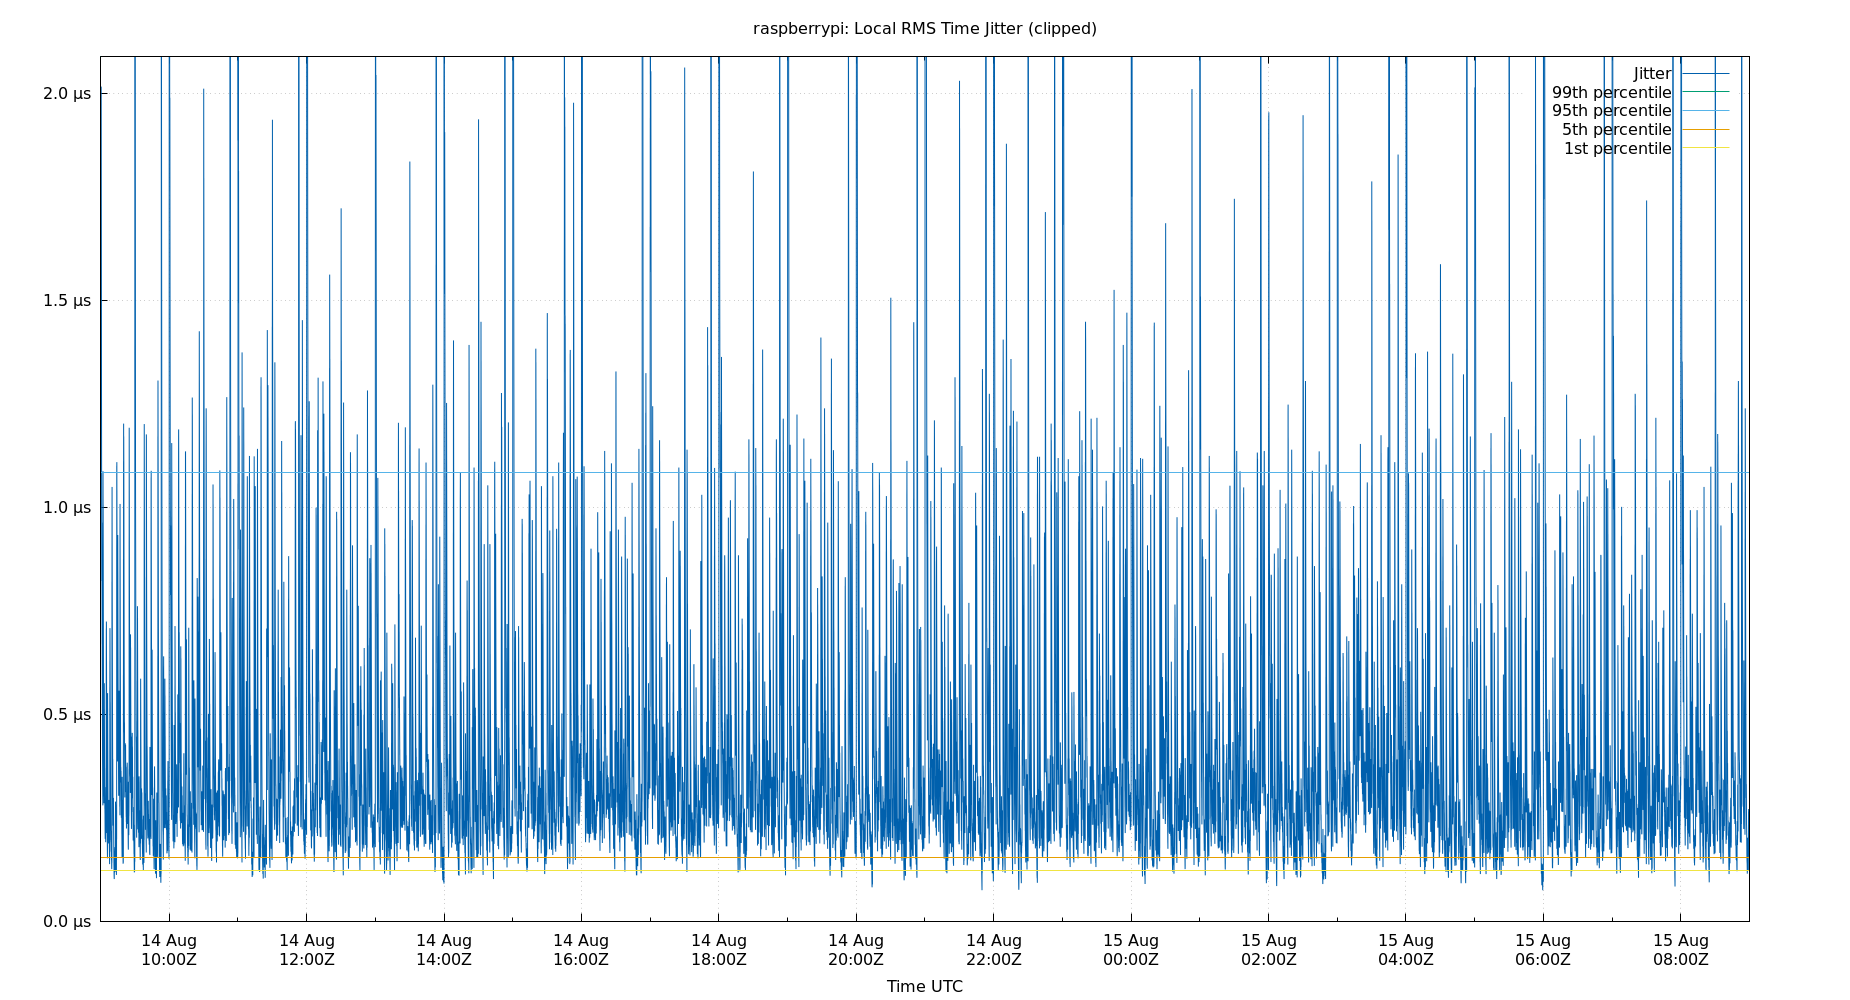 raspberrypi: Local RMS Time Jitter (clipped)
2.0 µs
1.5 µs
1.0 µs
0.5 µs
0.0 µs
Jitter
99th percentile
95th percentile
5th percentile
1st percentile
14 Aug 14 Aug 14 Aug 14 Aug 14 Aug 14 Aug 14 Aug 15 Aug 15 Aug 15 Aug 15 Aug 15 Aug
10:00Z 12:00Z 14:00Z 16:00Z 18:00Z 20:00Z 22:00Z 00:00Z 02:00Z 04:00Z 06:00Z 08:00Z
Time UTC